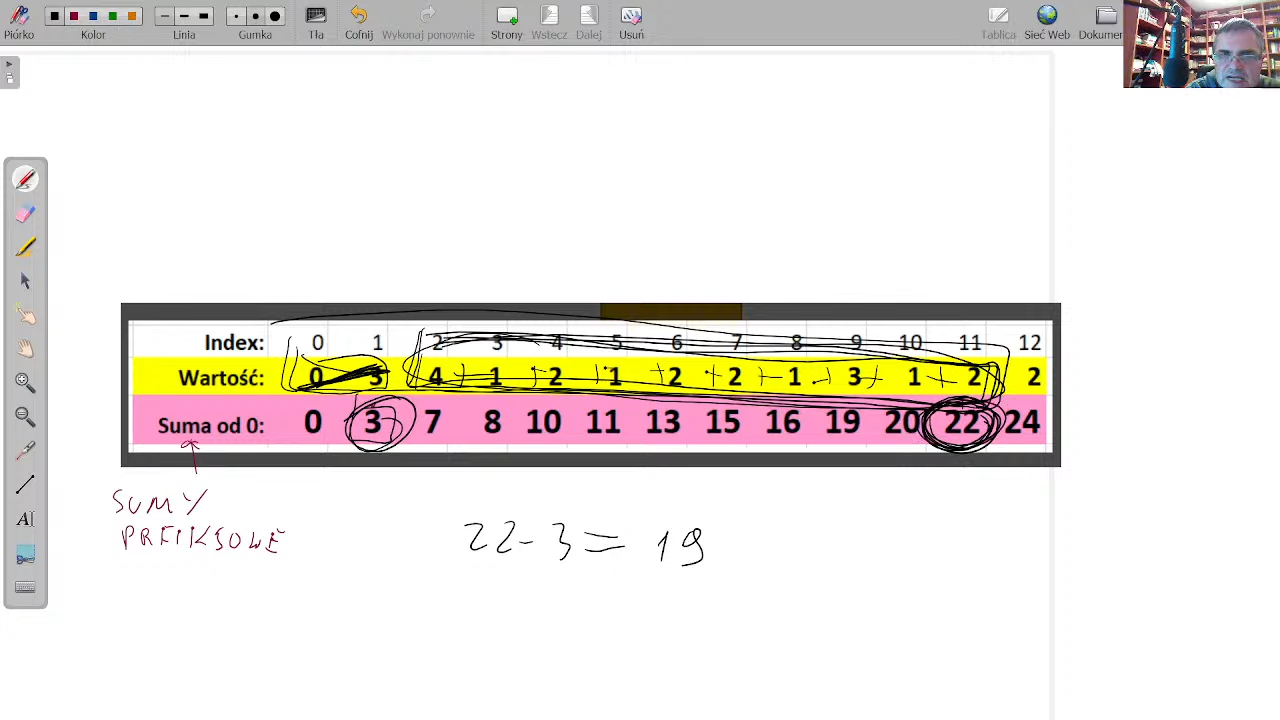 Piórko Kolor Linia Gumka Tła Cofnij Wykonaj ponownie Strony Wstecz Dalej Usuń Tablica Sieć Web Dokumen
Index: 0 1 2 3 4 5 6 7 8 9 10 11 12
Wartość: 0 3 4 + 1 + 2 + 1 + 2 + 2 + 1 + 3 + 1 + 2 2
Suma od 0: 0 3 7 8 10 11 13 15 16 19 20 22 24
SUMY
PREFIKSOWE
22-3=19
A